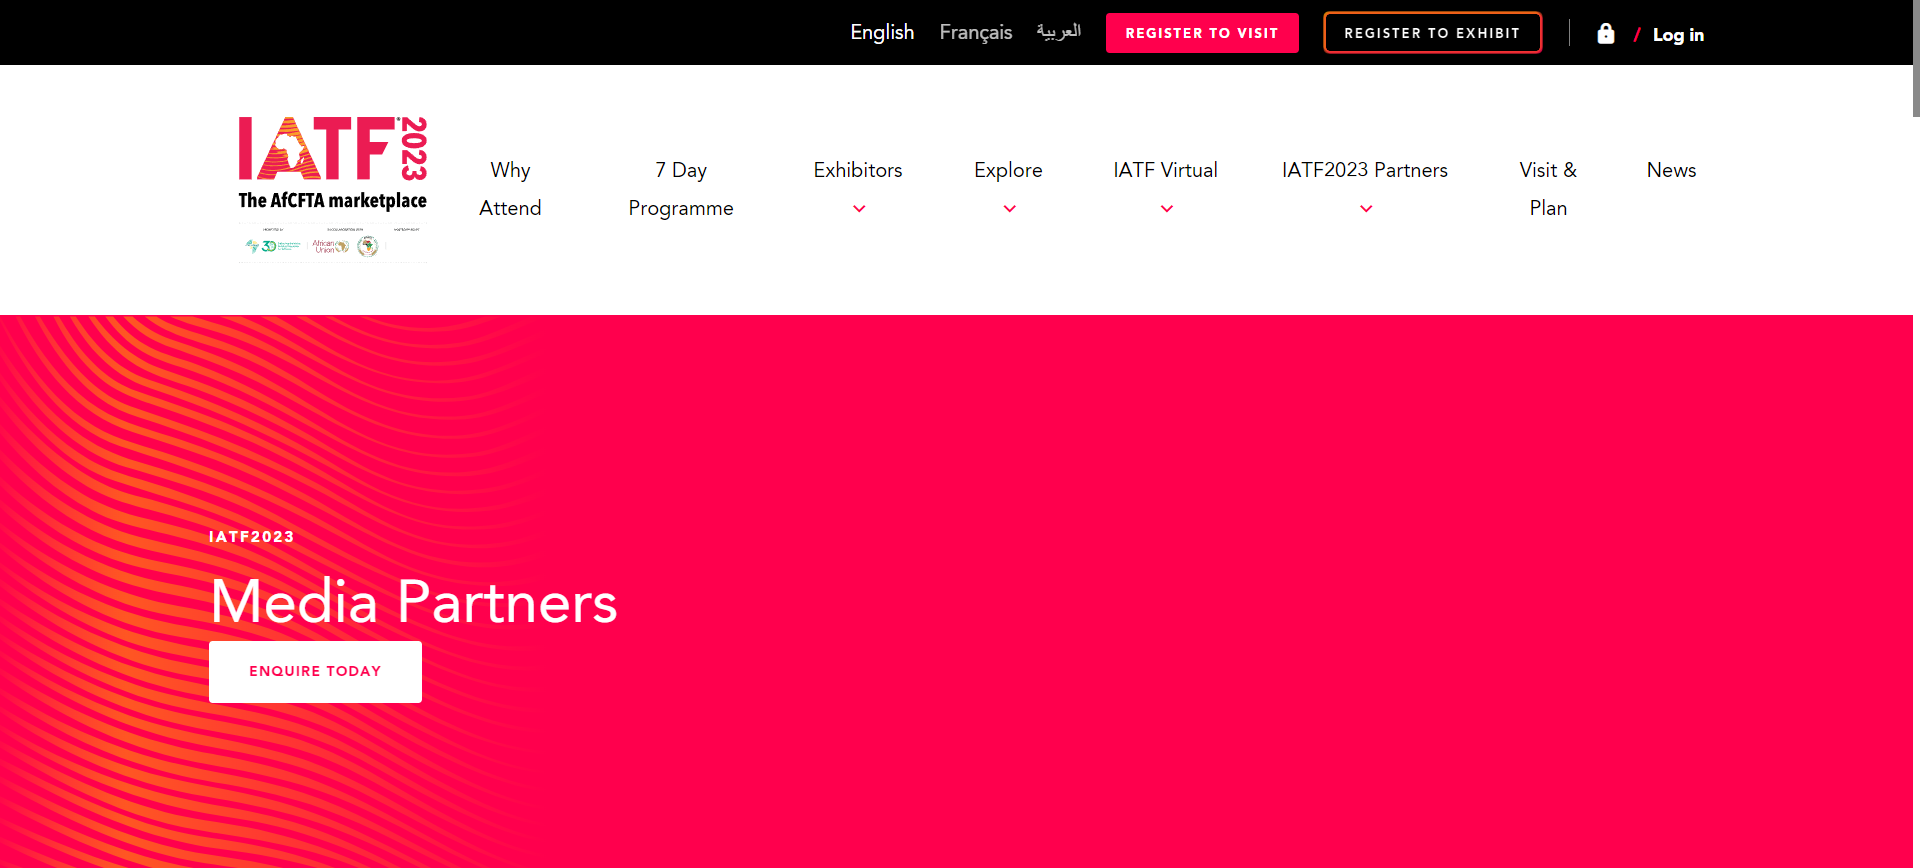 English Français العربية REGISTER TO VISIT REGISTER TO EXHIBIT / Log in
IATF 2023
The AfCFTA marketplace
African
Union
Why
Attend
7 Day
Programme
Exhibitors
Explore
IATF Virtual
IATF2023 Partners
Visit &
Plan
News
IATF2023
Media Partners
ENQUIRE TODAY